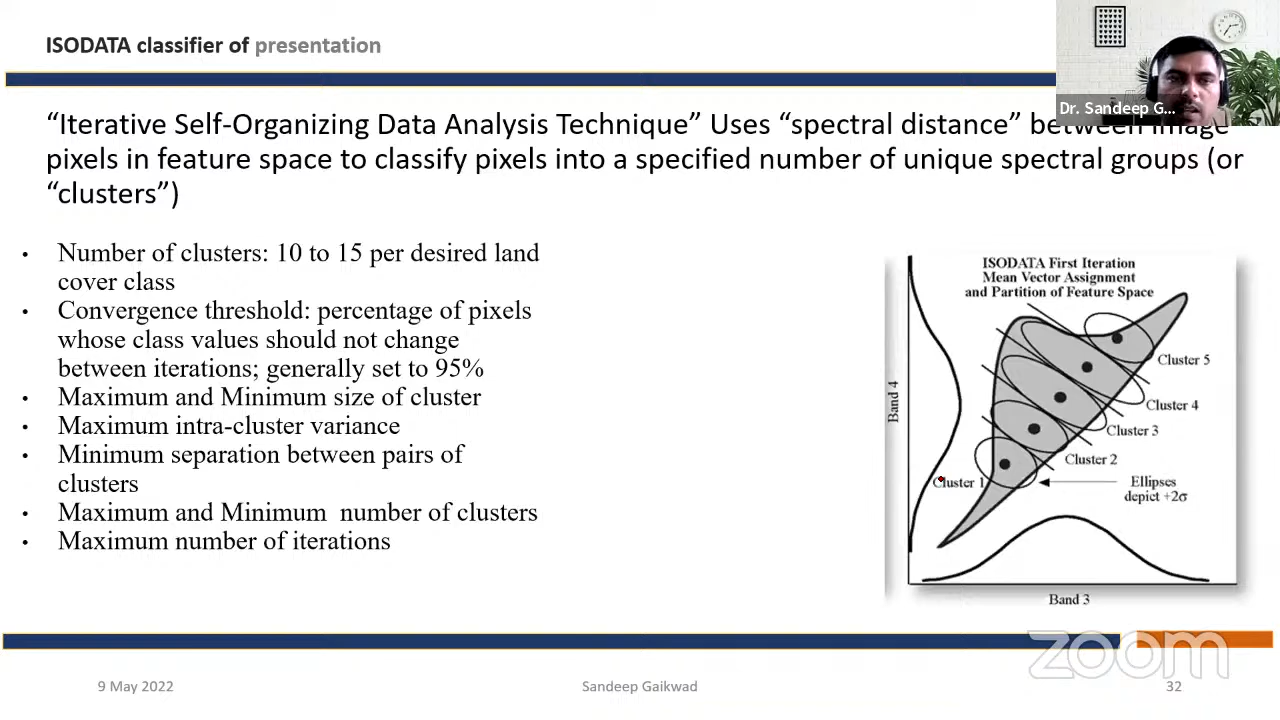 ISODATA classifier of presentation
Dr. Sandeep G...
“Iterative Self-Organizing Data Analysis Technique” Uses “spectral distance” between image
pixels in feature space to classify pixels into a specified number of unique spectral groups (or
“clusters”)
• Number of clusters: 10 to 15 per desired land
cover class
• Convergence threshold: percentage of pixels
whose class values should not change
between iterations; generally set to 95%
• Maximum and Minimum size of cluster
• Maximum intra-cluster variance
• Minimum separation between pairs of
clusters
• Maximum and Minimum number of clusters
• Maximum number of iterations
ISODATA First Iteration
Mean Vector Assignment
and Partition of Feature Space
Cluster 5
Band 4
Cluster 4
Cluster 3
Cluster 2
Cluster 1
Ellipses
depict +2σ
Band 3
zoom
9 May 2022
Sandeep Gaikwad
32